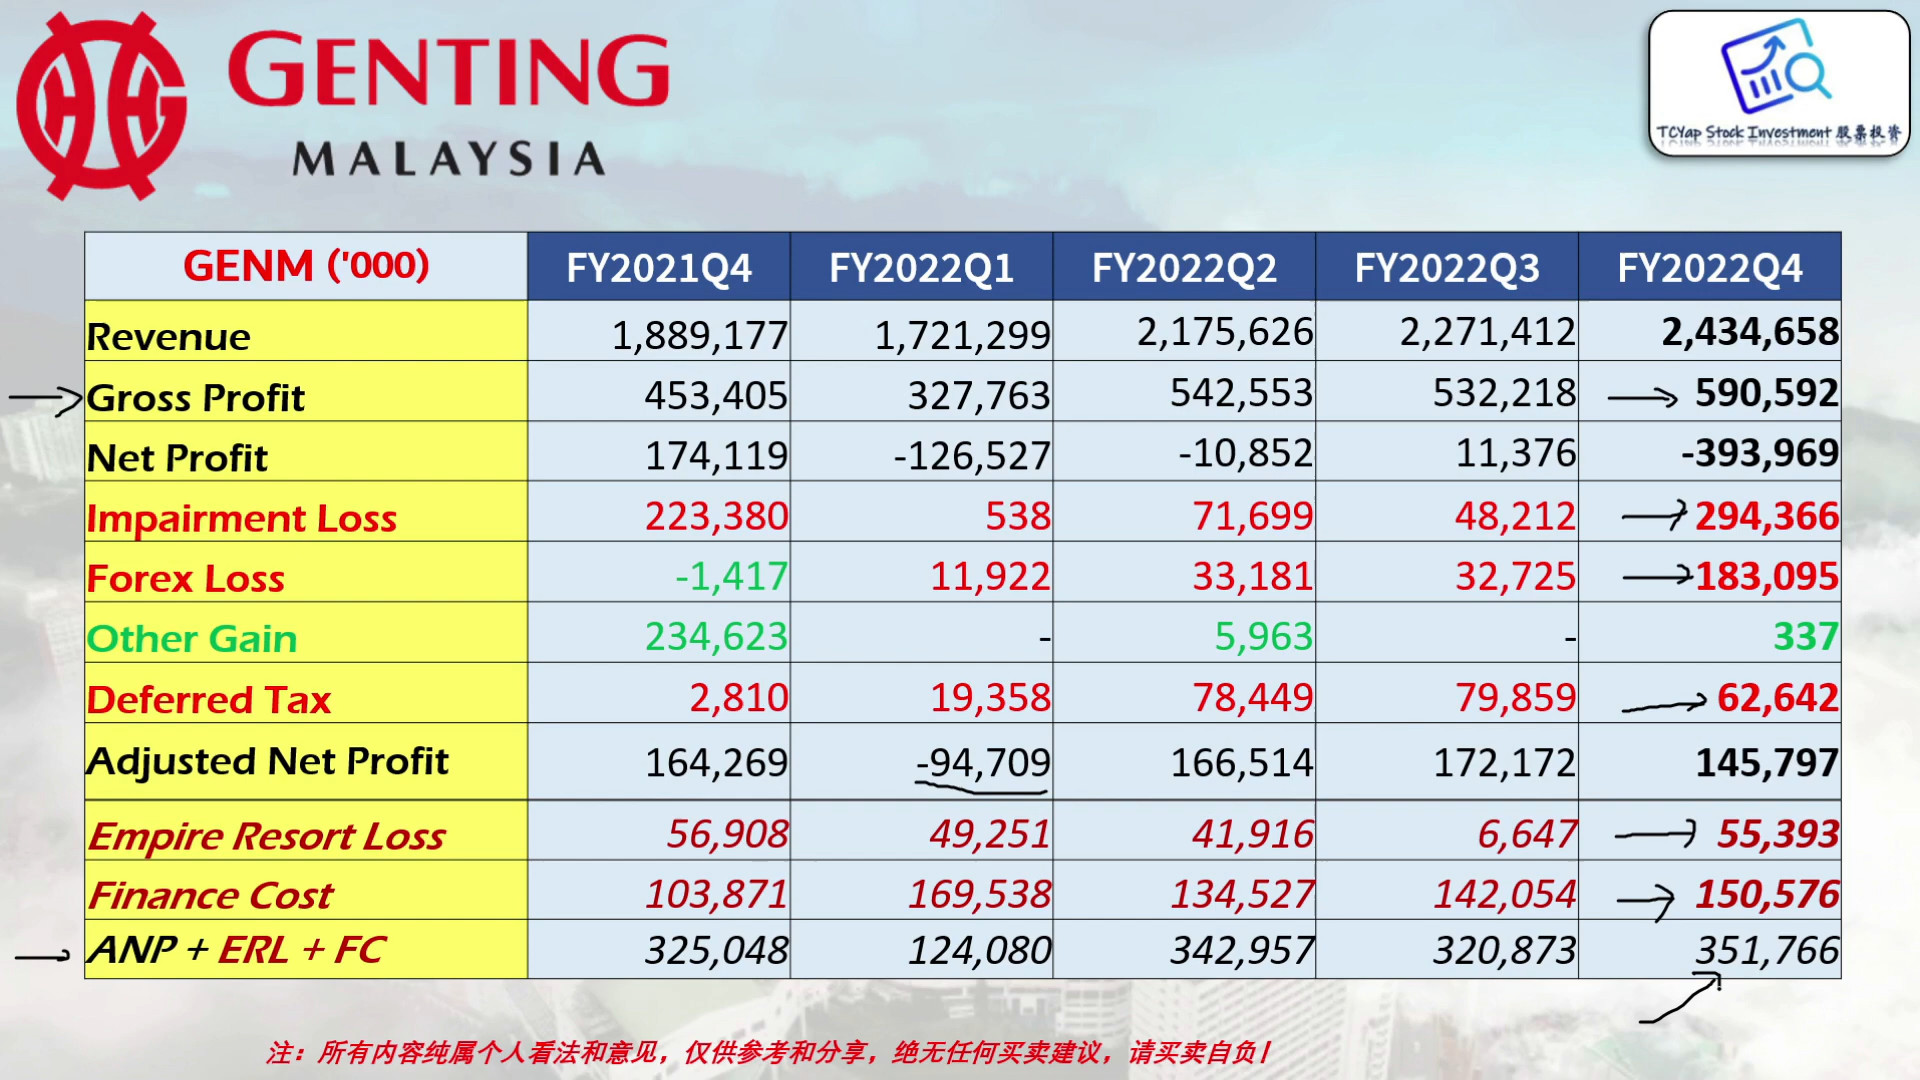 GENTING
MALAYSIA
TCYap Stock Investment 股票投资
GENM ('000) FY2021Q4 FY2022Q1 FY2022Q2 FY2022Q3 FY2022Q4
Revenue 1,889,177 1,721,299 2,175,626 2,271,412 2,434,658
Gross Profit 453,405 327,763 542,553 532,218 590,592
Net Profit 174,119 -126,527 -10,852 11,376 -393,969
Impairment Loss 223,380 538 71,699 48,212 294,366
Forex Loss -1,417 11,922 33,181 32,725 183,095
Other Gain 234,623 - 5,963 - 337
Deferred Tax 2,810 19,358 78,449 79,859 62,642
Adjusted Net Profit 164,269 -94,709 166,514 172,172 145,797
Empire Resort Loss 56,908 49,251 41,916 6,647 55,393
Finance Cost 103,871 169,538 134,527 142,054 150,576
ANP + ERL + FC 325,048 124,080 342,957 320,873 351,766
注：所有内容纯属个人看法和意见，仅供参考和分享，绝无任何买卖建议，请买卖自负！